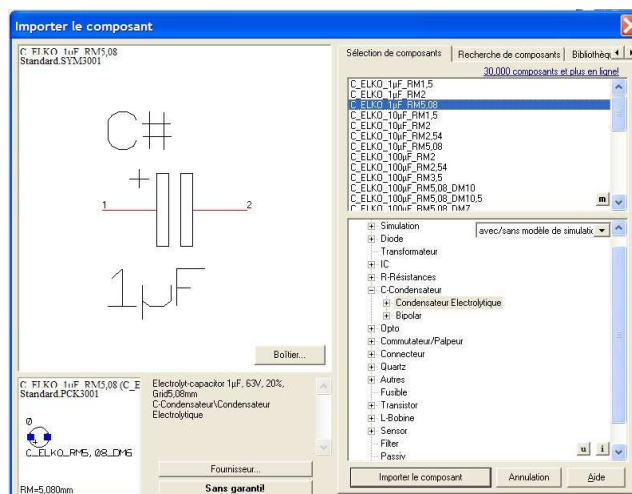 Importer le composant
C_ELKO_1µF_RM5,08
Standard.SYM3001
C#
+
1
2
1µF
Boîtier...
C_ELKO_1µF_RM5,08 (C_E
Standard.PCK3001
Ø
+
C_ELKO_RM5,08_DM6
RM=5,080mm
Electrolyt-capacitor 1µF, 63V, 20%,
Grid5,08mm
C-Condensateur\Condensateur
Electrolytique
Fournisseur...
Sans garanti!
Sélection de composants
Recherche de composants
Bibliothèq
30.000 composants et plus en ligne!
C_ELKO_1µF_RM1,5
C_ELKO_1µF_RM2
C_ELKO_1µF_RM5,08
C_ELKO_10µF_RM1,5
C_ELKO_10µF_RM2
C_ELKO_10µF_RM2,54
C_ELKO_10µF_RM5,08
C_ELKO_100µF_RM2
C_ELKO_100µF_RM2,54
C_ELKO_100µF_RM3,5
C_ELKO_100µF_RM5,08_DM10
C_ELKO_100µF_RM5,08_DM10,5
C_ELKO_100µF_RM5,08_DM7
m
avec/sans modèle de simulatic
Simulation
Diode
Transformateur
IC
R-Résistances
C-Condensateur
Condensateur Electrolytique
Bipolar
Opto
Commutateur/Palpeur
Connecteur
Quartz
Autres
Fusible
Transistor
L-Bobine
Sensor
Filter
Passiv
u
i
Importer le composant
Annulation
Aide